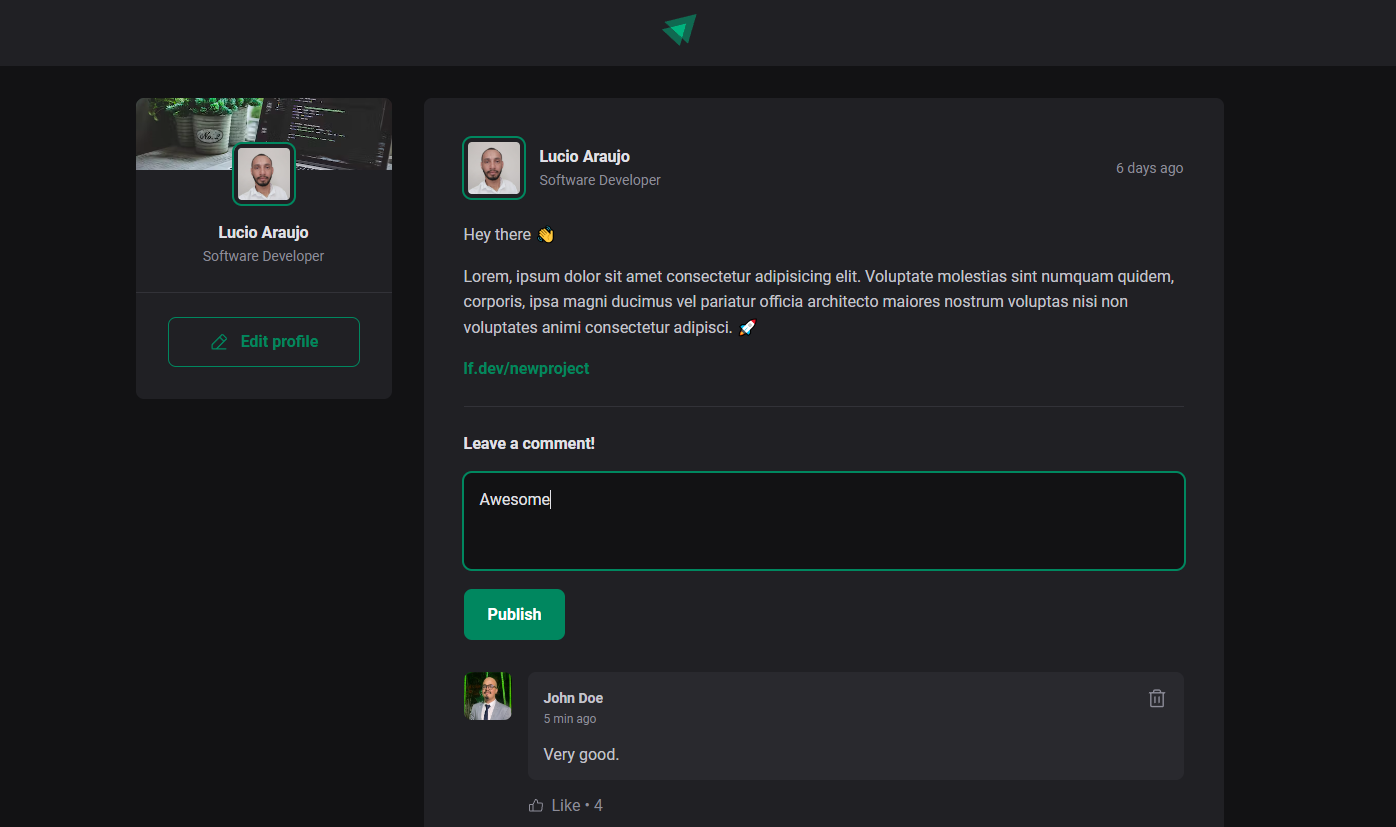 No.2
Lucio Araujo
Software Developer
Edit profile
Lucio Araujo
Software Developer
6 days ago
Hey there 👋
Lorem, ipsum dolor sit amet consectetur adipisicing elit. Voluptate molestias sint numquam quidem,
corporis, ipsa magni ducimus vel pariatur officia architecto maiores nostrum voluptas nisi non
voluptates animi consectetur adipisci. 🚀
lf.dev/newproject
Leave a comment!
Awesome
Publish
John Doe
5 min ago
Very good.
Like • 4